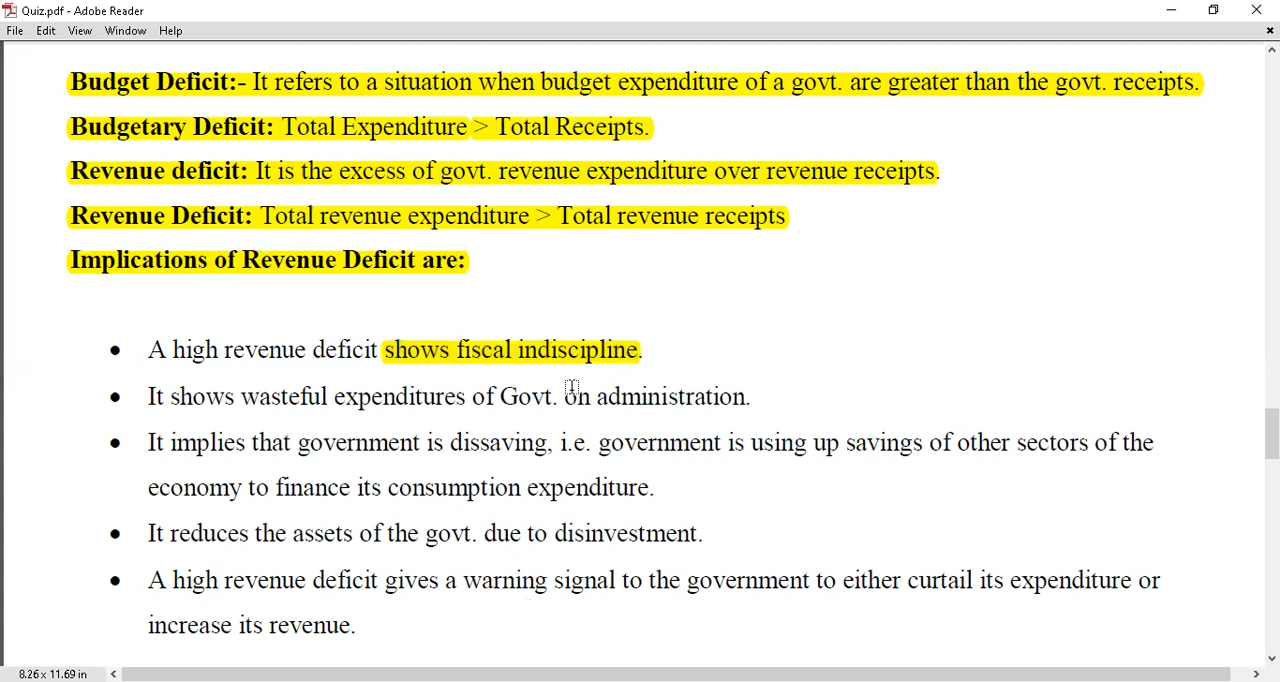 Quiz.pdf - Adobe Reader
File Edit View Window Help
Budget Deficit:- It refers to a situation when budget expenditure of a govt. are greater than the govt. receipts.
Budgetary Deficit: Total Expenditure > Total Receipts.
Revenue deficit: It is the excess of govt. revenue expenditure over revenue receipts.
Revenue Deficit: Total revenue expenditure > Total revenue receipts
Implications of Revenue Deficit are:
• A high revenue deficit shows fiscal indiscipline.
• It shows wasteful expenditures of Govt. on administration.
• It implies that government is dissaving, i.e. government is using up savings of other sectors of the
economy to finance its consumption expenditure.
• It reduces the assets of the govt. due to disinvestment.
• A high revenue deficit gives a warning signal to the government to either curtail its expenditure or
increase its revenue.
8.26 x 11.69 in